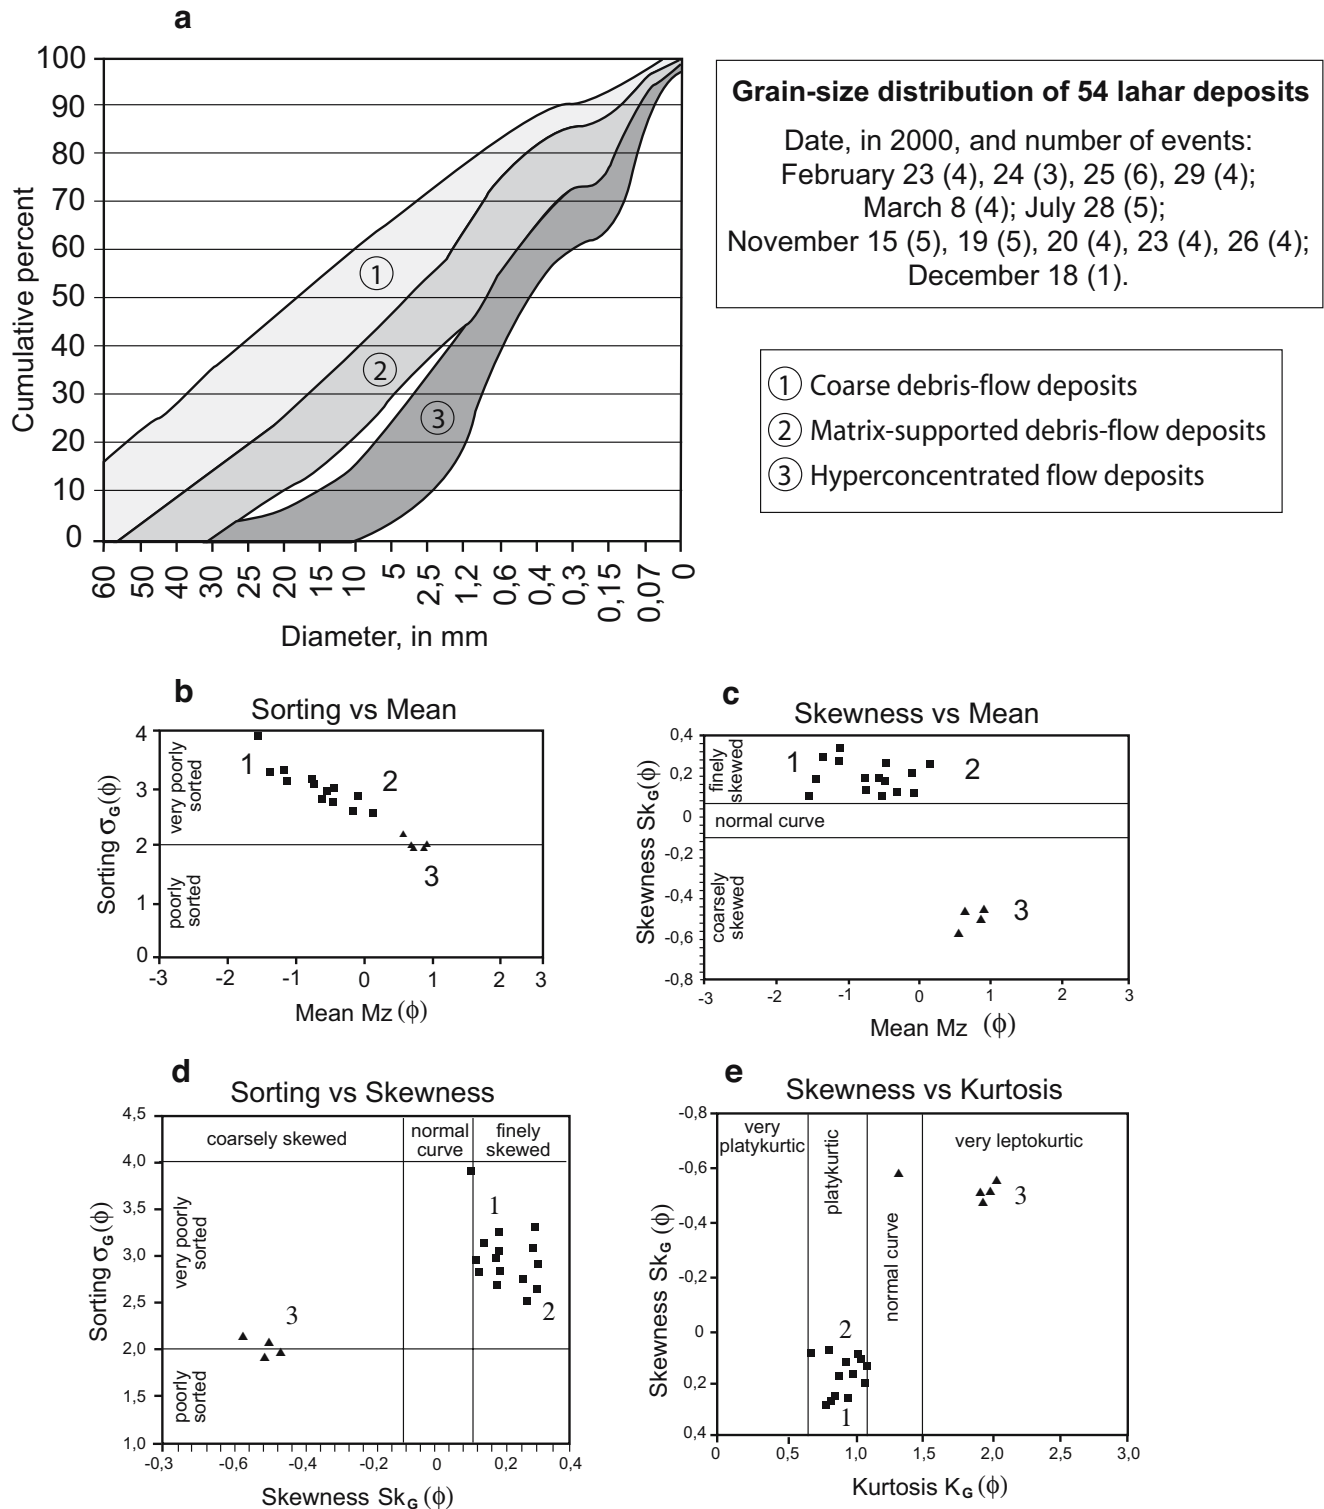 a
100
90
80
70
60
50
40
30
20
10
0
Cumulative percent
60 50 40 30 25 20 15 10 5 2,5 1,2 0,6 0,4 0,3 0,15 0,07 0
Diameter, in mm
1
2
3
Grain-size distribution of 54 lahar deposits
Date, in 2000, and number of events:
February 23 (4), 24 (3), 25 (6), 29 (4);
March 8 (4); July 28 (5);
November 15 (5), 19 (5), 20 (4), 23 (4), 26 (4);
December 18 (1).
1 Coarse debris-flow deposits
2 Matrix-supported debris-flow deposits
3 Hyperconcentrated flow deposits
b
Sorting vs Mean
4
3
2
1
0
Sorting σG(ϕ)
very poorly
sorted
poorly
sorted
1
2
3
-3 -2 -1 0 1 2 3
Mean Mz (ϕ)
c
Skewness vs Mean
0,4
0,2
0
-0,2
-0,4
-0,6
-0,8
Skewness SkG(ϕ)
finely
skewed
normal curve
coarsely
skewed
1
2
3
-3 -2 -1 0 1 2 3
Mean Mz (ϕ)
d
Sorting vs Skewness
4,5
4,0
3,5
3,0
2,5
2,0
1,5
1,0
Sorting σG(ϕ)
coarsely skewed
normal
curve
finely
skewed
very poorly
sorted
poorly
sorted
1
2
3
-0,3 -0,6 -0,4 -0,2 0 0,2 0,4
Skewness SkG(ϕ)
e
Skewness vs Kurtosis
-0,8
-0,6
-0,4
-0,2
0
0,2
0,4
Skewness SkG (ϕ)
very
platykurtic
platykurtic
normal curve
very leptokurtic
3
2
1
0 0,5 1,0 1,5 2,0 2,5 3,0
Kurtosis KG(ϕ)